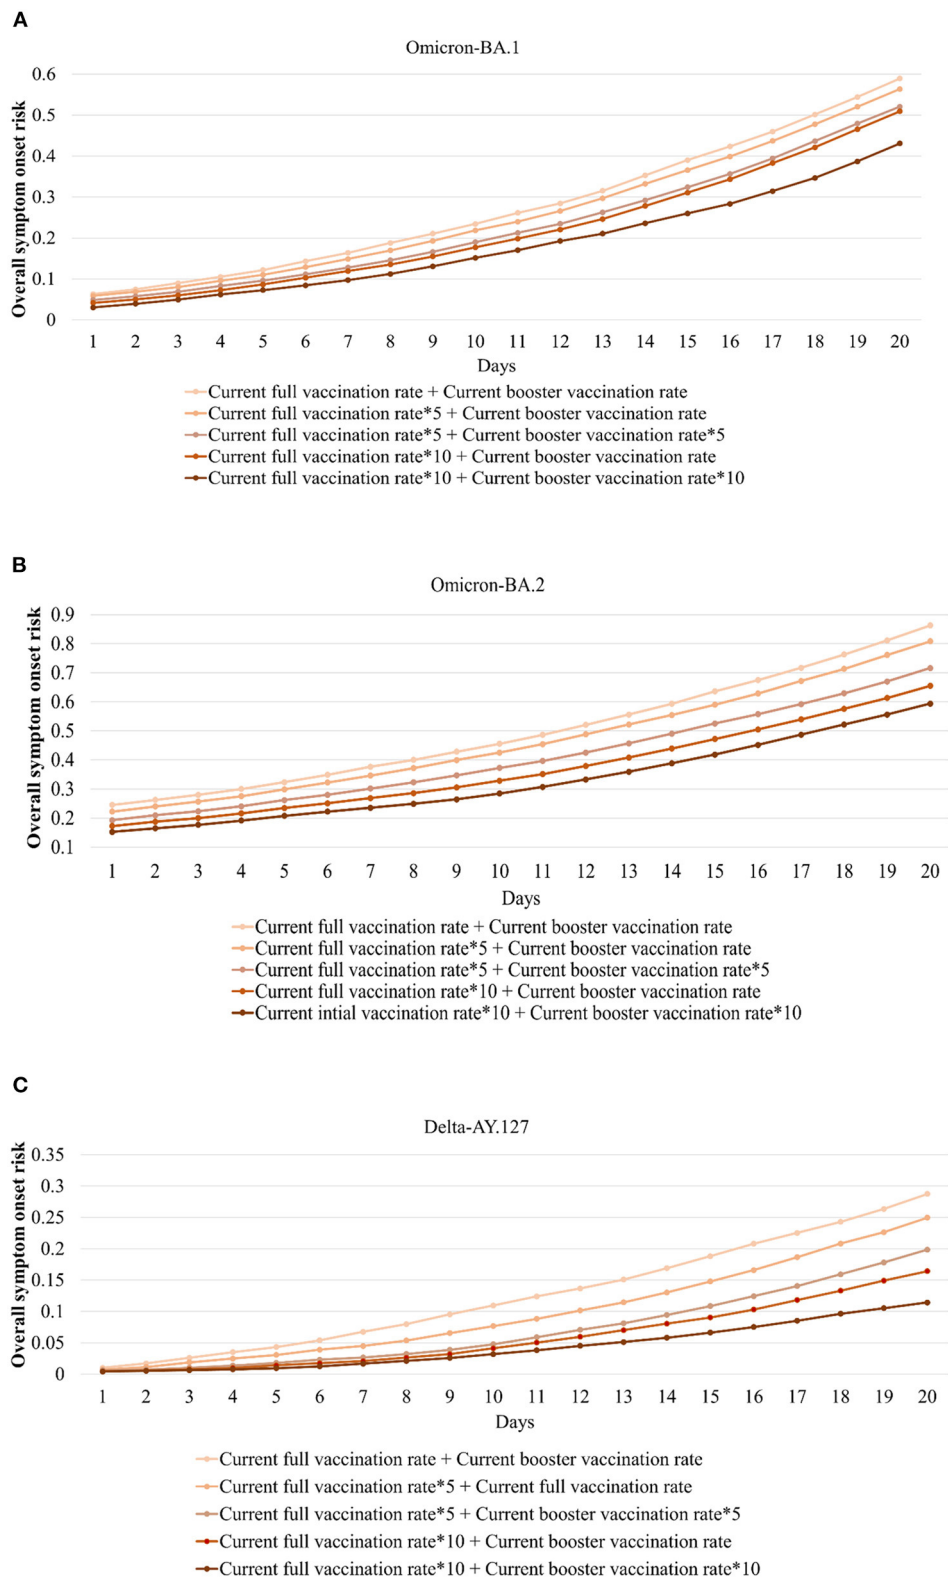 A
Omicron-BA.1
Overall symptom onset risk
0.6
0.5
0.4
0.3
0.2
0.1
0
1 2 3 4 5 6 7 8 9 10 11 12 13 14 15 16 17 18 19 20
Days
Current full vaccination rate + Current booster vaccination rate
Current full vaccination rate*5 + Current booster vaccination rate
Current full vaccination rate*5 + Current booster vaccination rate*5
Current full vaccination rate*10 + Current booster vaccination rate
Current full vaccination rate*10 + Current booster vaccination rate*10
B
Omicron-BA.2
Overall symptom onset risk
0.9
0.8
0.7
0.6
0.5
0.4
0.3
0.2
0.1
1 2 3 4 5 6 7 8 9 10 11 12 13 14 15 16 17 18 19 20
Days
Current full vaccination rate + Current booster vaccination rate
Current full vaccination rate*5 + Current booster vaccination rate
Current full vaccination rate*5 + Current booster vaccination rate*5
Current full vaccination rate*10 + Current booster vaccination rate
Current intial vaccination rate*10 + Current booster vaccination rate*10
C
Delta-AY.127
Overall symptom onset risk
0.35
0.3
0.25
0.2
0.15
0.1
0.05
0
1 2 3 4 5 6 7 8 9 10 11 12 13 14 15 16 17 18 19 20
Days
Current full vaccination rate + Current booster vaccination rate
Current full vaccination rate*5 + Current full vaccination rate
Current full vaccination rate*5 + Current booster vaccination rate*5
Current full vaccination rate*10 + Current booster vaccination rate
Current full vaccination rate*10 + Current booster vaccination rate*10